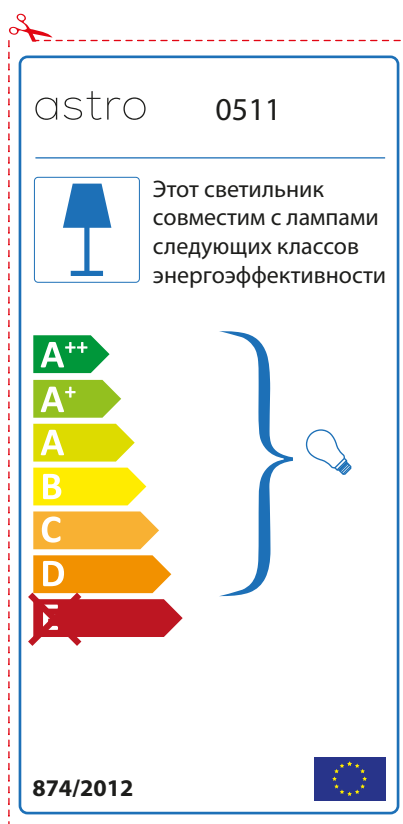 astro 0511
Этот светильник
совместим с лампами
следующих классов
энергоэффективности
A++
A+
A
B
C
D
E
874/2012